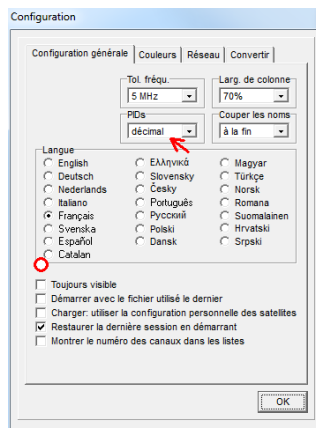 Configuration
Configuration générale Couleurs Réseau Convertir
Tol. fréqu. Larg. de colonne
5 MHz 70%
PIDs Couper les noms
décimal à la fin
Langue
English Ελληνικά Magyar
Deutsch Slovensky Türkçe
Nederlands Česky Norsk
Italiano Português Romana
Français Русский Suomalainen
Svenska Polski Hrvatski
Español Dansk Srpski
Catalan
Toujours visible
Démarrer avec le fichier utilisé le dernier
Charger: utiliser la configuration personelle des satellites
Restaurer la dernière session en démarrant
Montrer le numéro des canaux dans les listes
OK